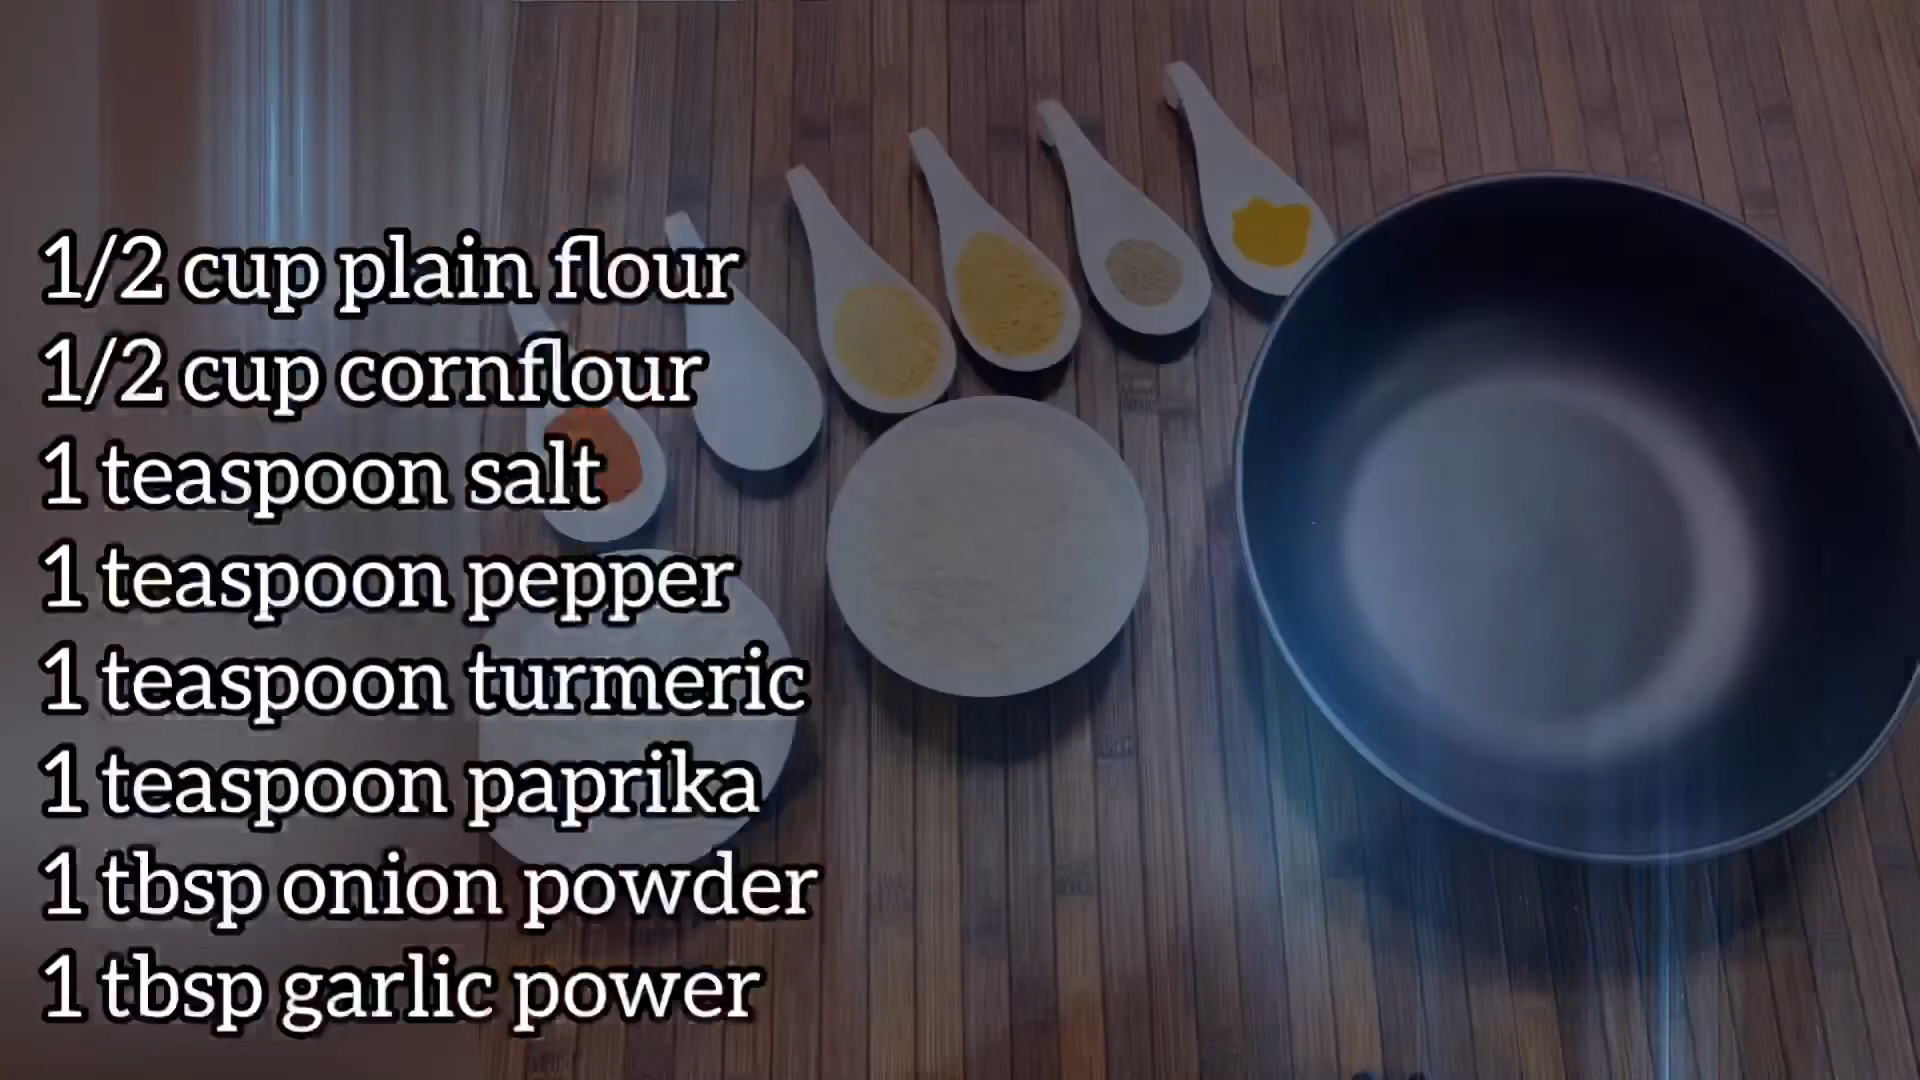 1/2 cup plain flour
1/2 cup cornflour
1 teaspoon salt
1 teaspoon pepper
1 teaspoon turmeric
1 teaspoon paprika
1 tbsp onion powder
1 tbsp garlic power